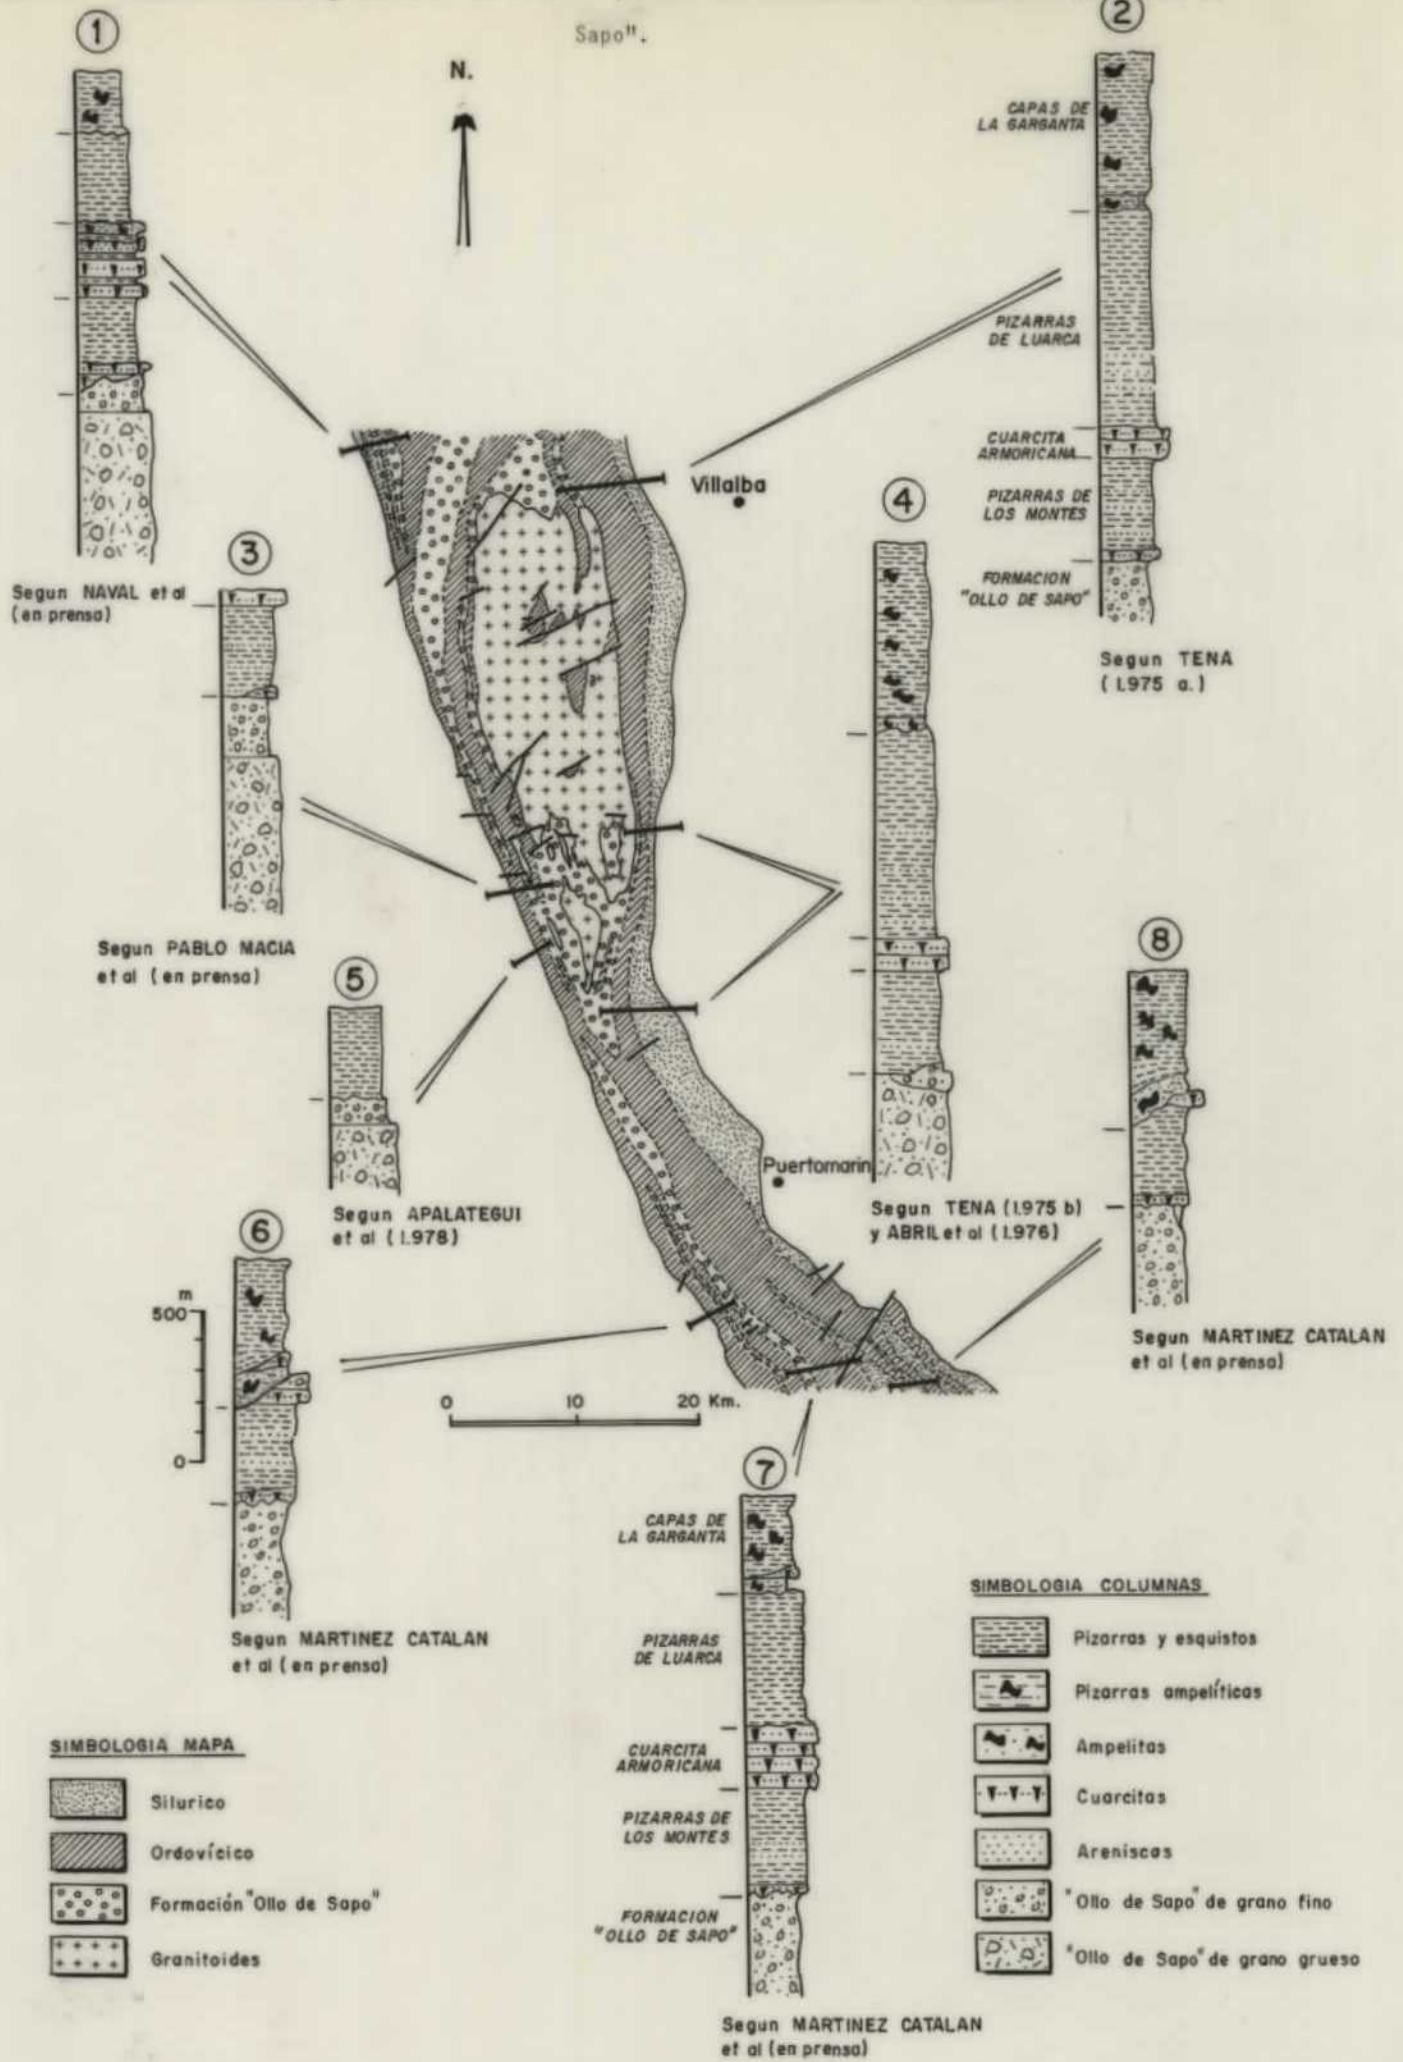 Sapo".
1
2
N.
CAPAS DE
LA GARGANTA
PIZARRAS
DE LUARCA
CUARCITA
ARMORICANA
PIZARRAS DE
LOS MONTES
FORMACION
"OLLO DE SAPO"
Segun TENA
(1.975 a.)
Villalba
Segun NAVAL et al
(en prensa)
3
4
Segun PABLO MACIA
et al (en prensa)
5
8
Segun APALATEGUI
et al (1.978)
Puertomarin
Segun TENA (1.975 b)
y ABRIL et al (1.976)
6
m
500
0
Segun MARTINEZ CATALAN
et al (en prensa)
0 10 20 Km.
7
CAPAS DE
LA GARGANTA
PIZARRAS
DE LUARCA
CUARCITA
ARMORICANA
PIZARRAS DE
LOS MONTES
FORMACION
"OLLO DE SAPO"
Segun MARTINEZ CATALAN
et al (en prensa)
Segun MARTINEZ CATALAN
et al (en prensa)
SIMBOLOGIA MAPA
Silurico
Ordovícico
Formación "Ollo de Sapo"
Granitoides
SIMBOLOGIA COLUMNAS
Pizarras y esquistos
Pizarras ampelíticas
Ampelitas
Cuarcitas
Areniscas
"Ollo de Sapo" de grano fino
"Ollo de Sapo" de grano grueso